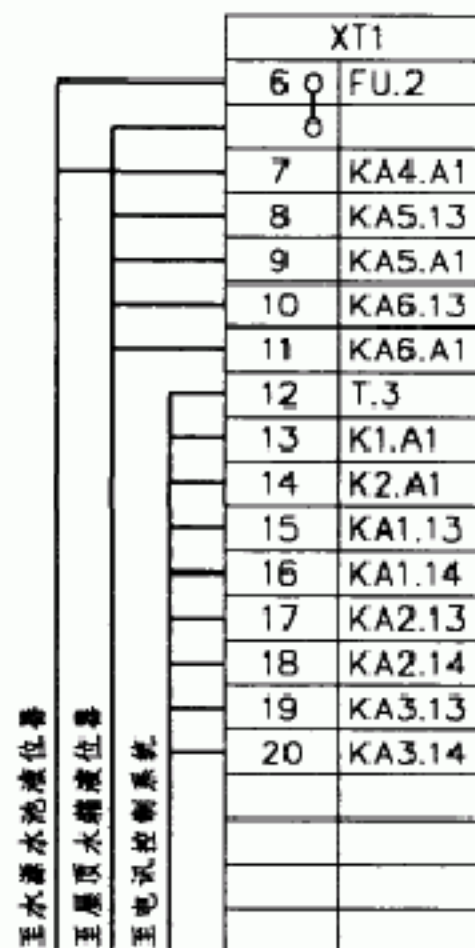 XT1
6 FU.2
7 KA4.A1
8 KA5.13
9 KA5.A1
10 KA6.13
11 KA6.A1
12 T.3
13 K1.A1
14 K2.A1
15 KA1.13
16 KA1.14
17 KA2.13
18 KA2.14
19 KA3.13
20 KA3.14
至水源水池液位器
至屋顶水箱液位器
至电讯控制系统